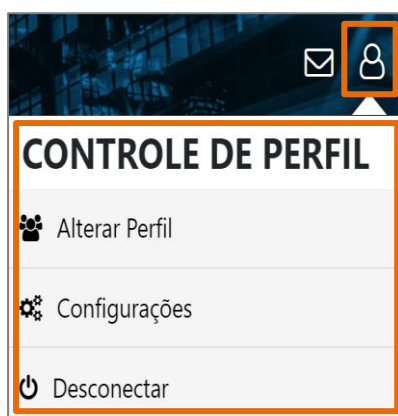 CONTROLE DE PERFIL
Alterar Perfil
Configurações
Desconectar